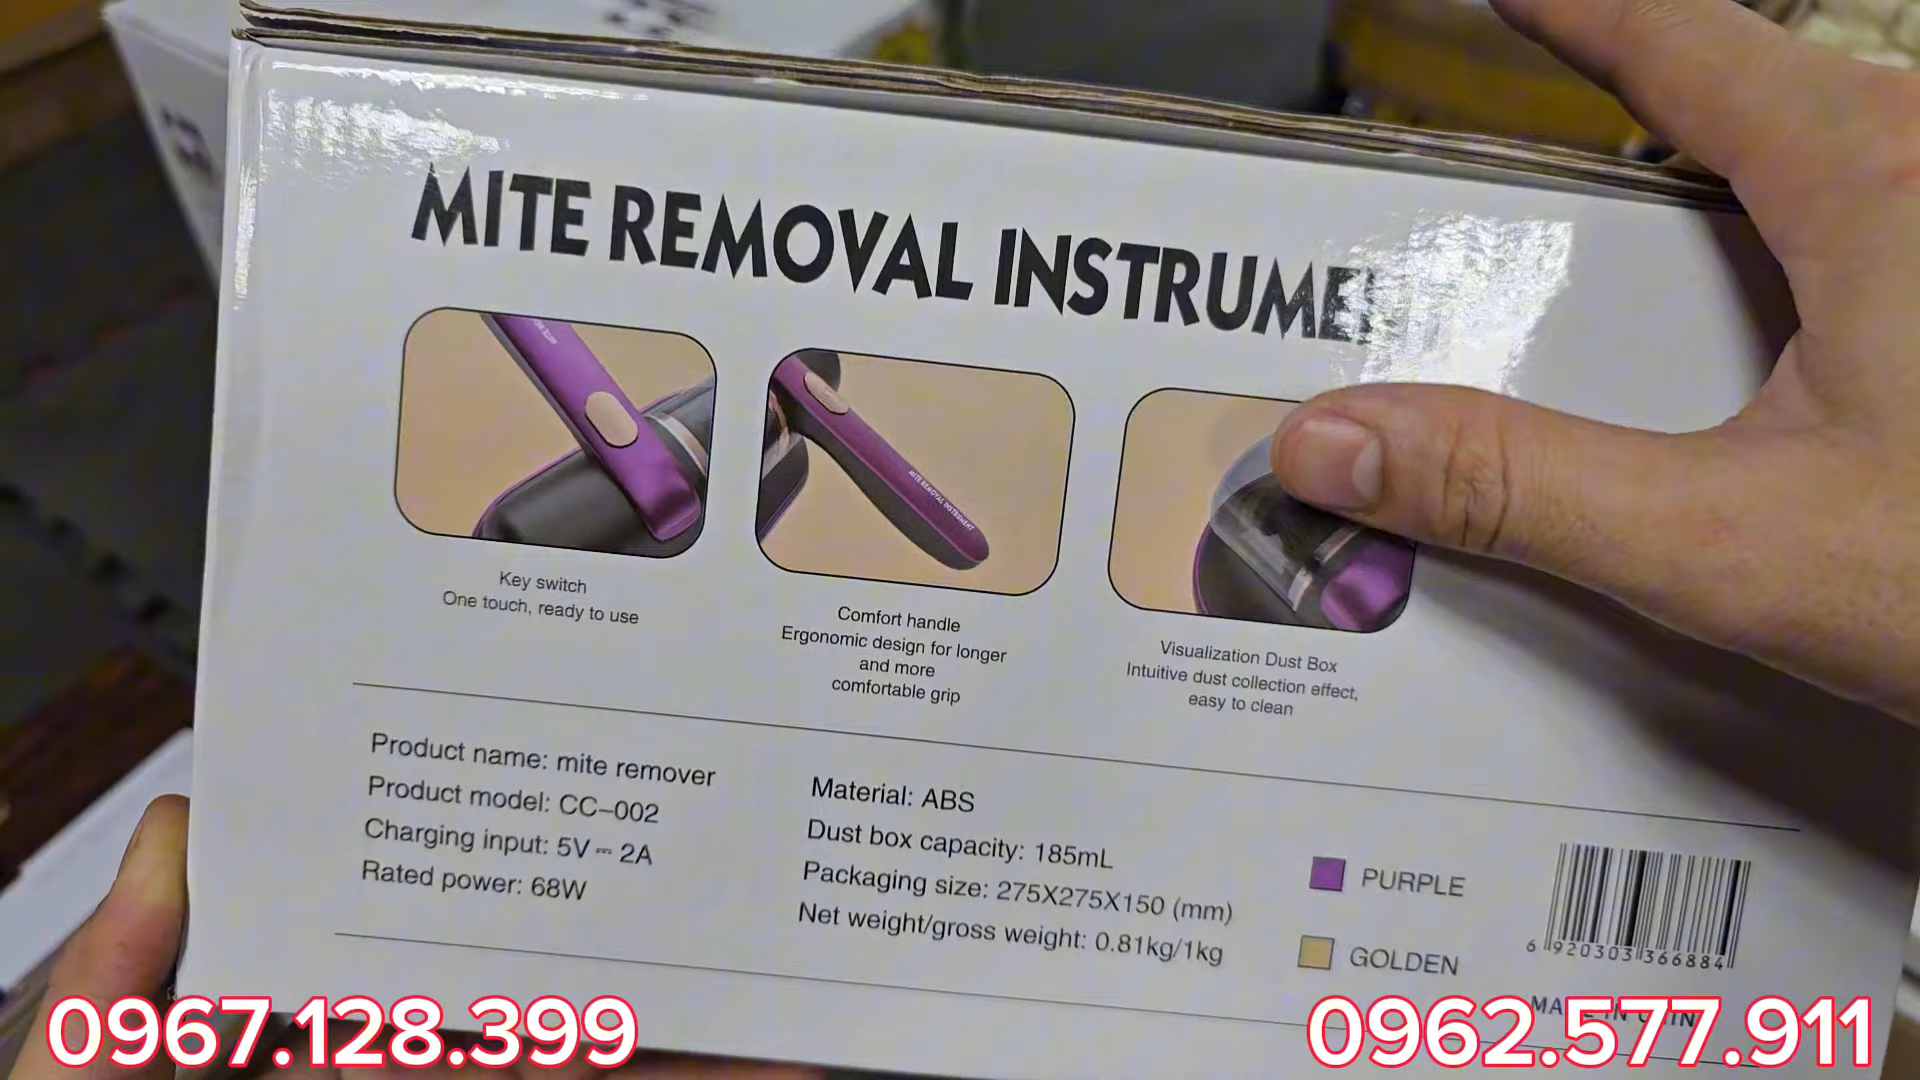 MITE REMOVAL INSTRUME
MITE REMOVAL INSTRUMENT
Key switch
One touch, ready to use
Comfort handle
Ergonomic design for longer
and more
comfortable grip
Visualization Dust Box
Intuitive dust collection effect,
easy to clean
Product name: mite remover
Product model: CC-002
Charging input: 5V ⎓ 2A
Rated power: 68W
Material: ABS
Dust box capacity: 185mL
Packaging size: 275X275X150 (mm)
Net weight/gross weight: 0.81kg/1kg
PURPLE
GOLDEN
6 920303 366884
0967.128.399
0962.577.911